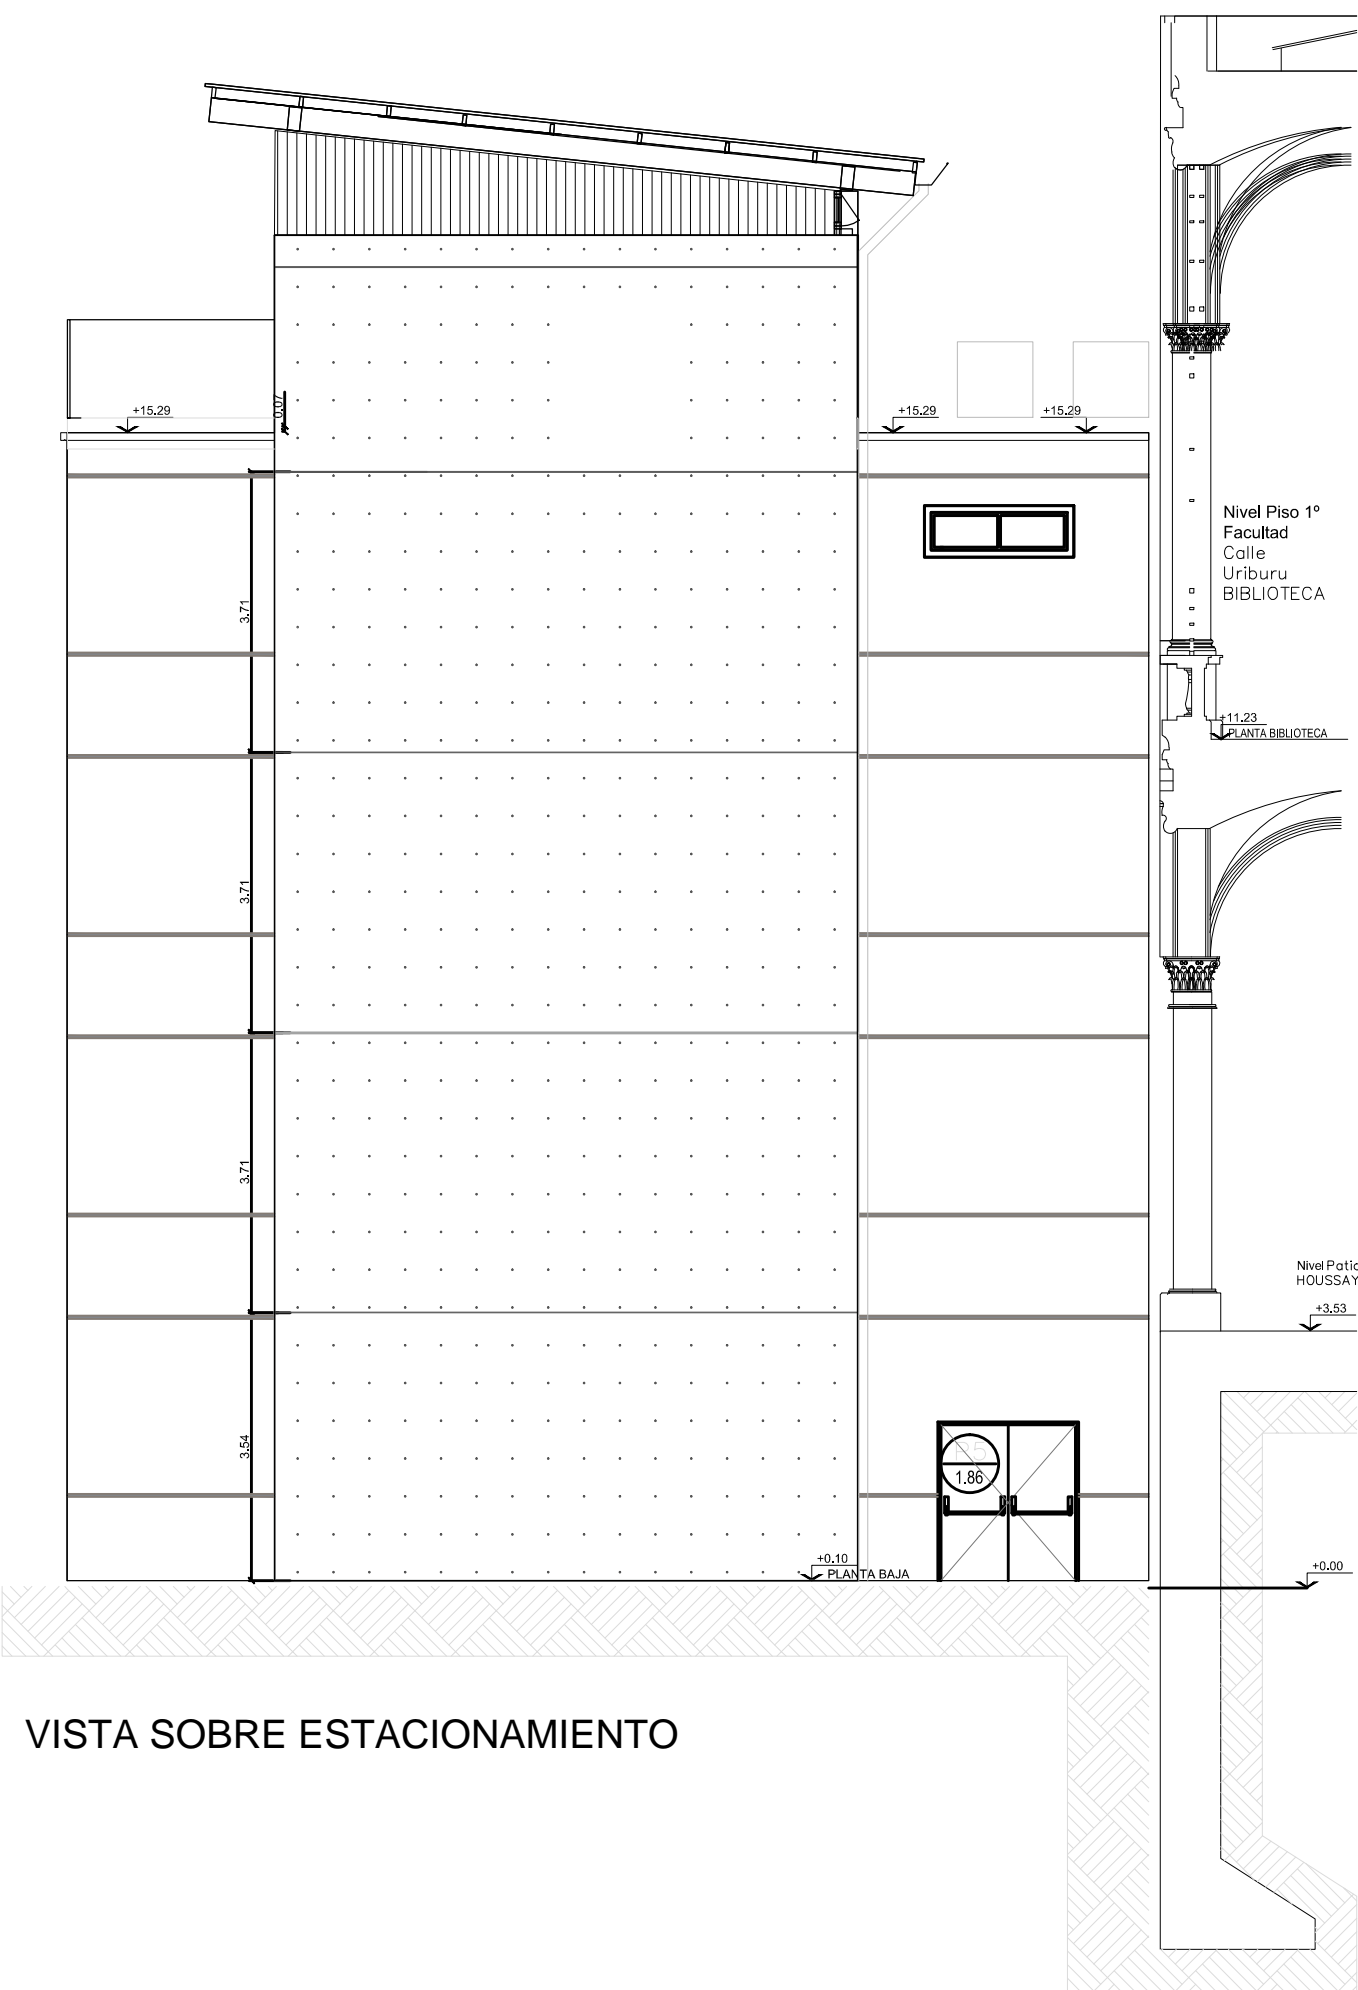 +15.29
0.07
+15.29
+15.29
Nivel Piso 1º
Facultad
Calle
Uriburu
BIBLIOTECA
3.71
+11.23
PLANTA BIBLIOTECA
3.71
3.71
Nivel Patio
HOUSSAY
+3.53
3.54
1.86
+0.10
PLANTA BAJA
+0.00
VISTA SOBRE ESTACIONAMIENTO